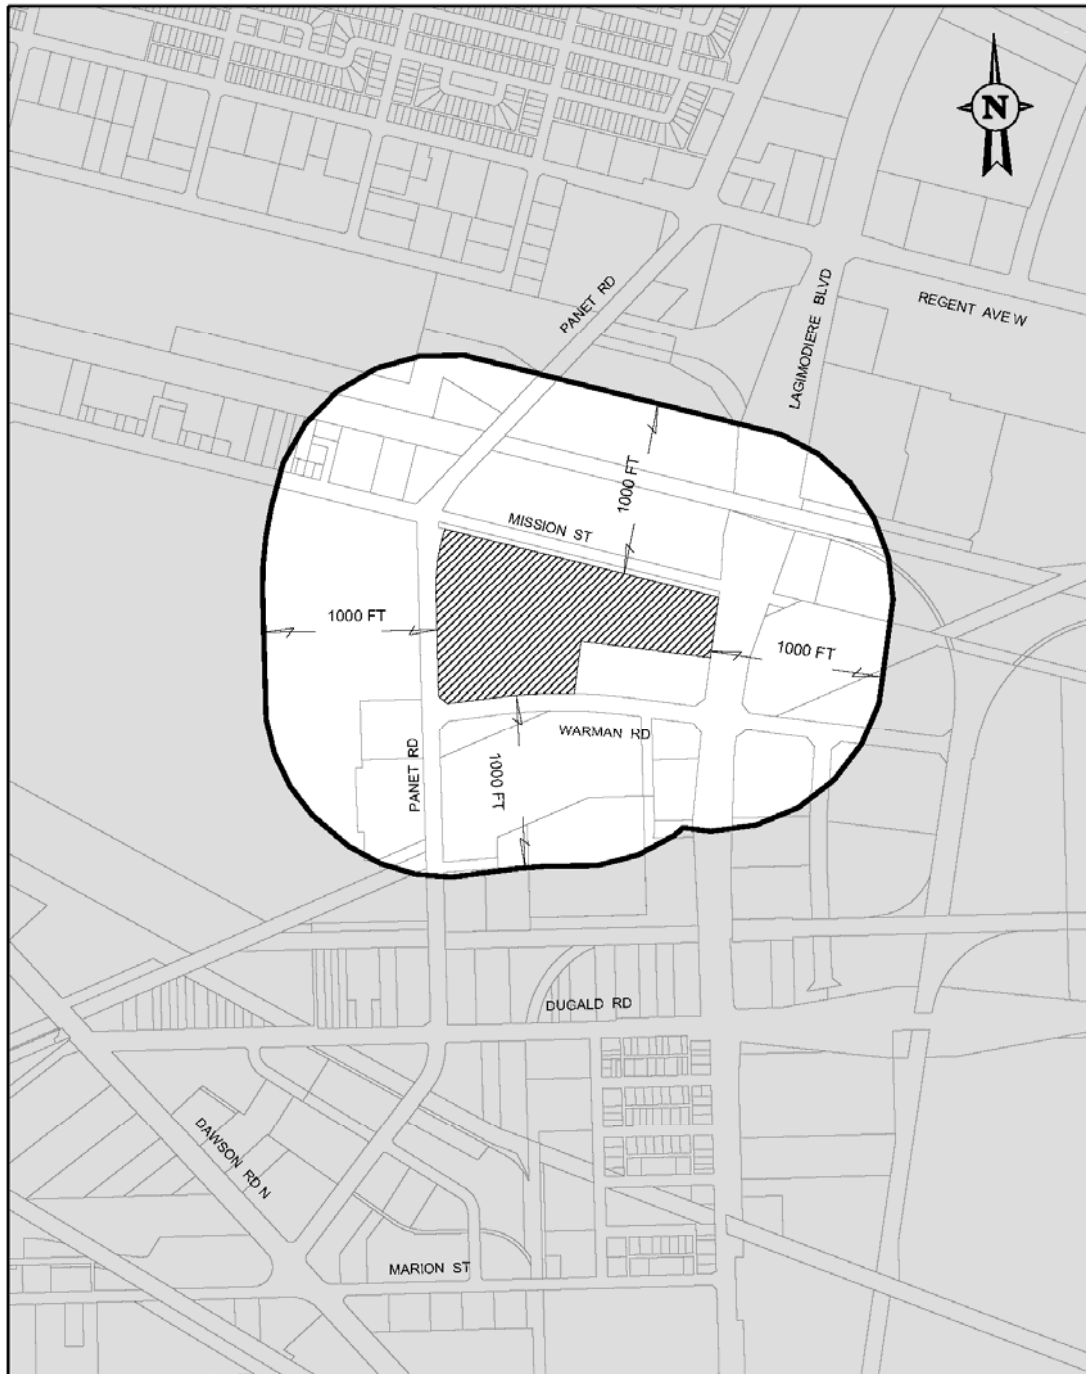 N
PANET RD
LAGIMODIERE BLVD
REGENT AVE W
1000 FT
MISSION ST
1000 FT
1000 FT
WARMAN RD
PANET RD
1000 FT
DUGALD RD
DAWSON RD N
MARION ST